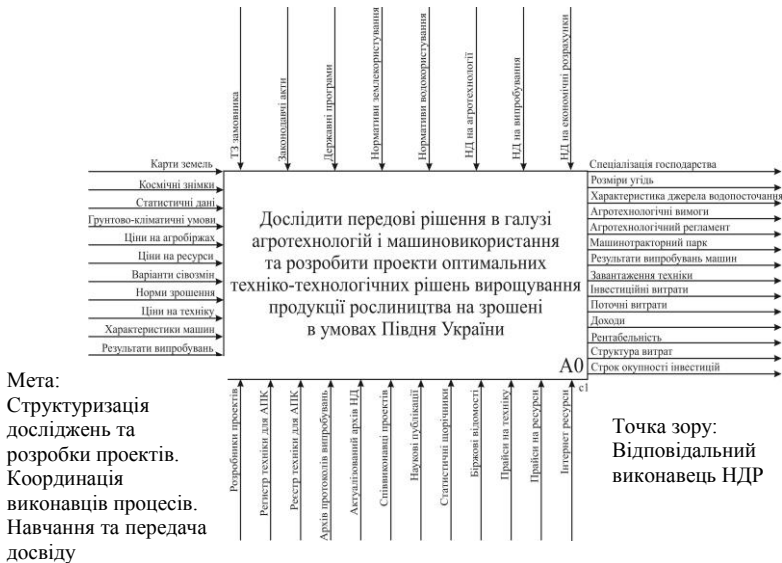 ТЗ замовника
Законодавчі акти
Державні програми
Нормативи землекористування
Нормативи водокористування
НД на агротехнології
НД на випробування
НД на економічні розрахунки
Карти земель
Космічні знімки
Статистичні дані
Грунтово-кліматичні умови
Ціни на агробіржах
Ціни на ресурси
Варіанти сівозмін
Норми зрошення
Ціни на техніку
Характеристики машин
Результати випробувань
Дослідити передові рішення в галузі
агротехнологій і машиновикористання
та розробити проекти оптимальних
техніко-технологічних рішень вирощування
продукції рослиництва на зрошені
в умовах Півдня України
A0
c1
Спеціалізація господарства
Розміри угідь
Характеристика джерела водопосточання
Агротехнологічні вимоги
Агротехнологічний регламент
Машинотракторний парк
Результати випробувань машин
Завантаження техніки
Інвестиційні витрати
Поточні витрати
Доходи
Рентабельність
Структура витрат
Строк окупності інвестицій
Розробники проектів
Регистр техніки для АПК
Реєстр техніки для АПК
Архів протоколів випробувань
Актуалізований архів НД
Співвиконавці проектів
Наукові публікації
Статистичні щорічники
Біржові відомості
Прайси на техніку
Прайси на ресурси
Інтернет ресурси
Мета:
Структуризація
досліджень та
розробки проектів.
Координація
виконавців процесів.
Навчання та передача
досвіду
Точка зору:
Відповідальний
виконавець НДР